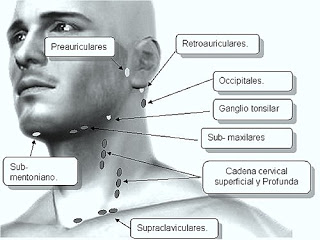 Preauriculares
Retroauriculares.
Occipitales.
Ganglio tonsilar
Sub- maxilares
Sub-
mentoniano.
Cadena cervical
superficial y Profunda
Supraclaviculares.